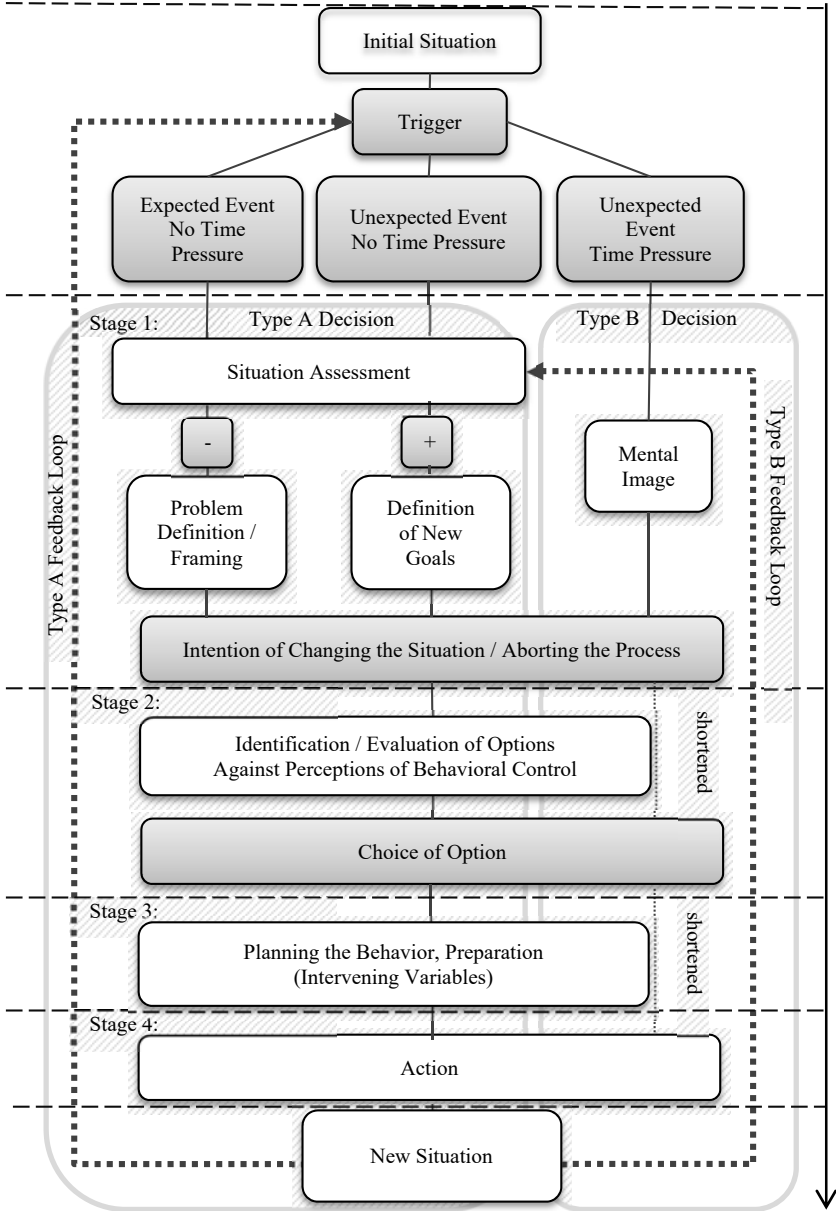 Initial Situation
Trigger
Expected Event
No Time
Pressure
Unexpected Event
No Time Pressure
Unexpected
Event
Time Pressure
Stage 1:
Type A Decision
Type B Decision
Situation Assessment
-
+
Mental
Image
Problem
Definition /
Framing
Definition
of New
Goals
Type A Feedback Loop
Type B Feedback Loop
Intention of Changing the Situation / Aborting the Process
Stage 2:
Identification / Evaluation of Options
Against Perceptions of Behavioral Control
shortened
Choice of Option
Stage 3:
Planning the Behavior, Preparation
(Intervening Variables)
shortened
Stage 4:
Action
New Situation